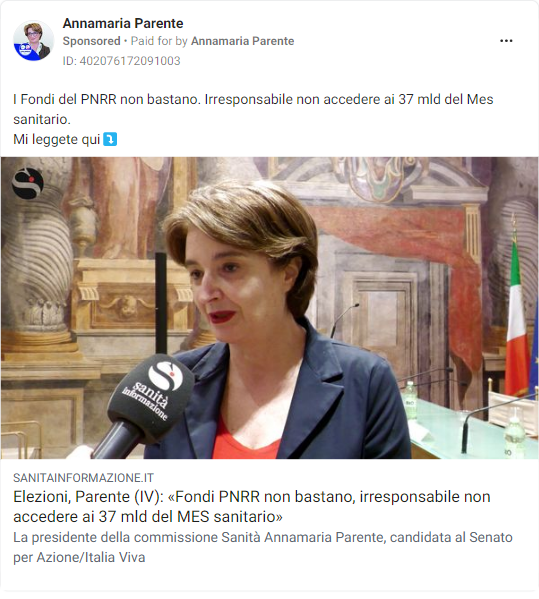 Annamaria Parente
Sponsored • Paid for by Annamaria Parente
ID: 402076172091003
I Fondi del PNRR non bastano. Irresponsabile non accedere ai 37 mld del Mes
sanitario.
Mi leggete qui ⤵️
sanità
informazione
SANITAINFORMAZIONE.IT
Elezioni, Parente (IV): «Fondi PNRR non bastano, irresponsabile non
accedere ai 37 mld del MES sanitario»
La presidente della commissione Sanità Annamaria Parente, candidata al Senato
per Azione/Italia Viva